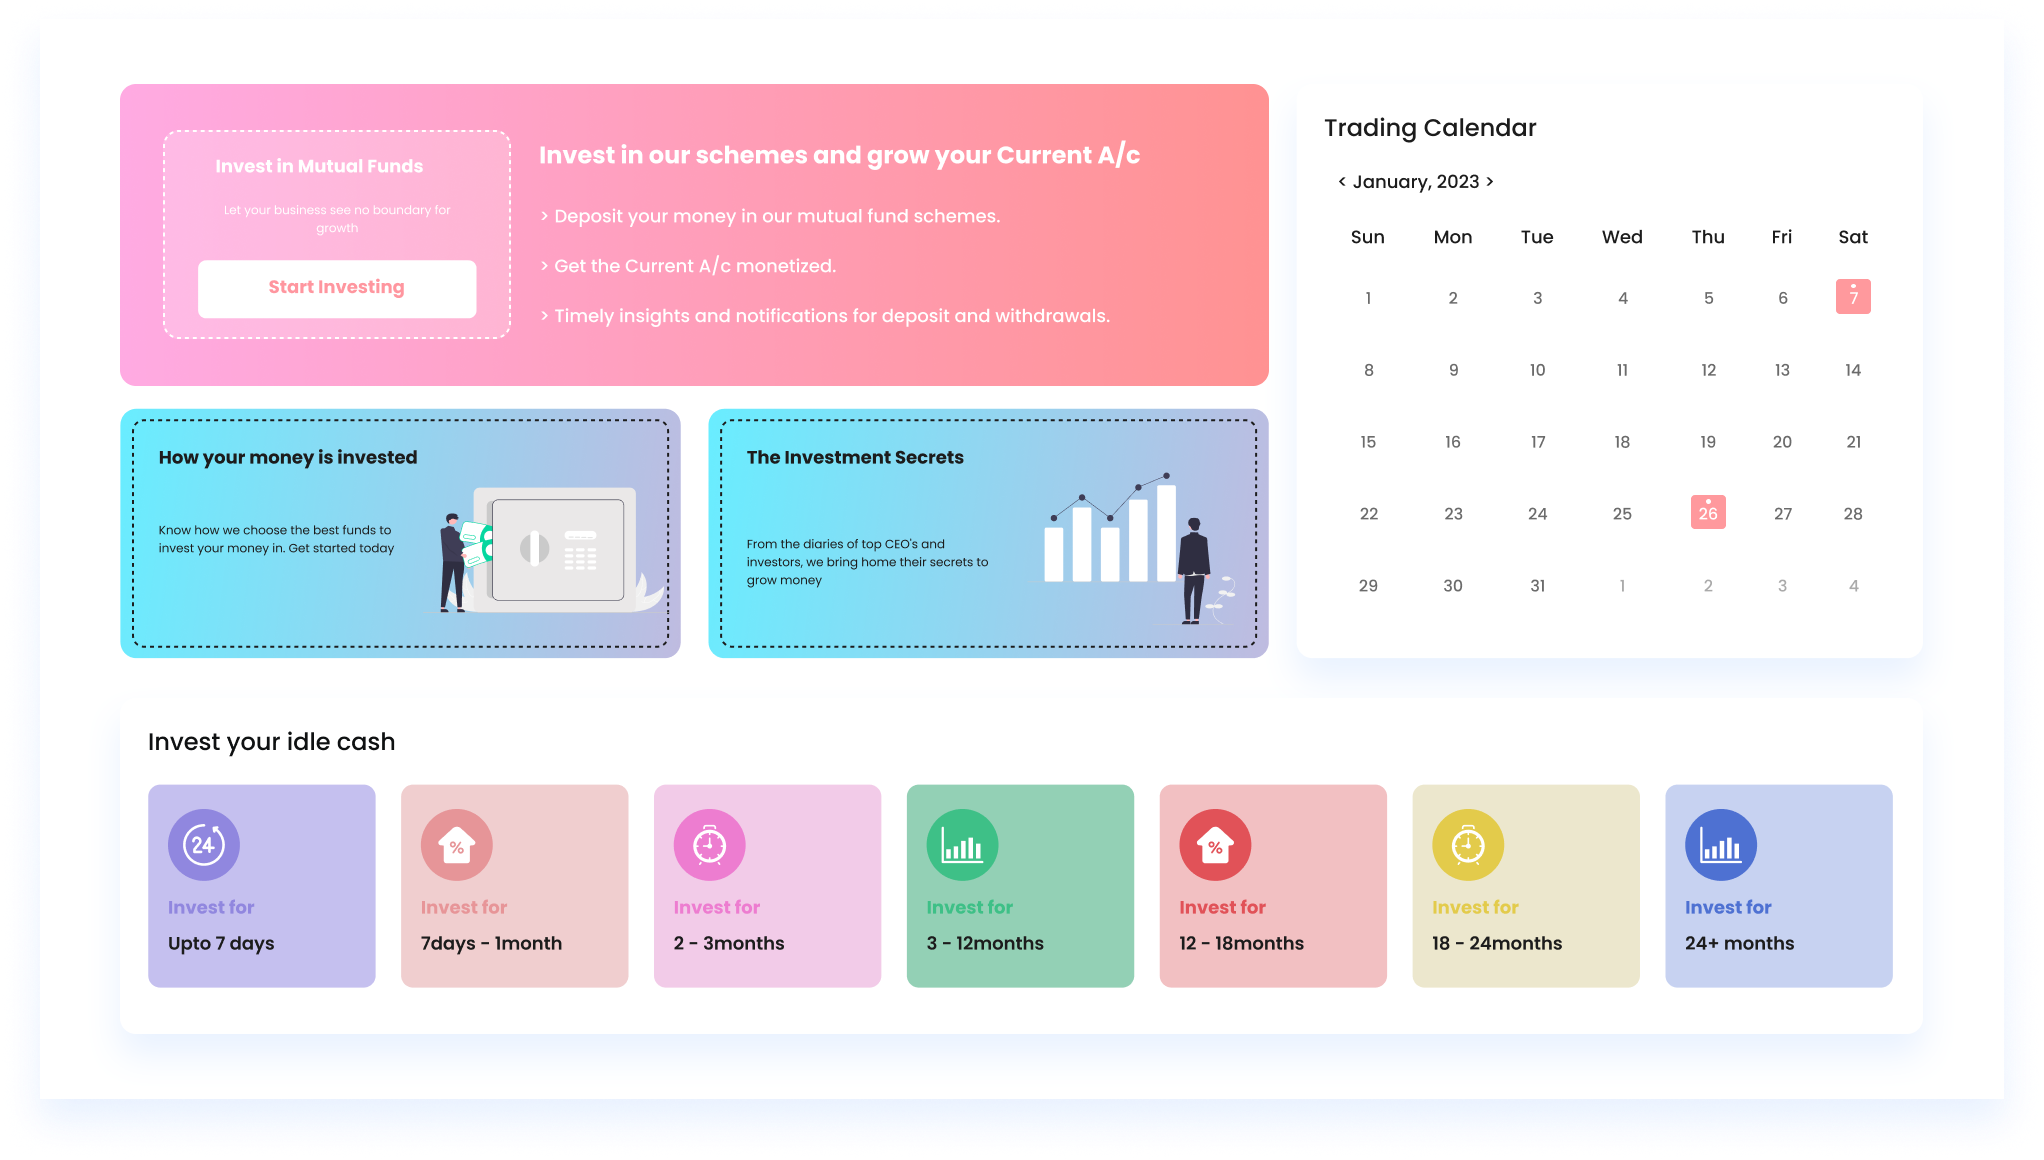 Invest in Mutual Funds
Let your business see no boundary for
growth
Start Investing
Invest in our schemes and grow your Current A/c
> Deposit your money in our mutual fund schemes.
> Get the Current A/c monetized.
> Timely insights and notifications for deposit and withdrawals.
Trading Calendar
< January, 2023 >
Sun Mon Tue Wed Thu Fri Sat
1 2 3 4 5 6 7
8 9 10 11 12 13 14
15 16 17 18 19 20 21
22 23 24 25 26 27 28
29 30 31 1 2 3 4
How your money is invested
Know how we choose the best funds to
invest your money in. Get started today
The Investment Secrets
From the diaries of top CEO's and
investors, we bring home their secrets to
grow money
Invest your idle cash
24
Invest for
Upto 7 days
%
Invest for
7days - 1month
Invest for
2 - 3months
Invest for
3 - 12months
%
Invest for
12 - 18months
Invest for
18 - 24months
Invest for
24+ months